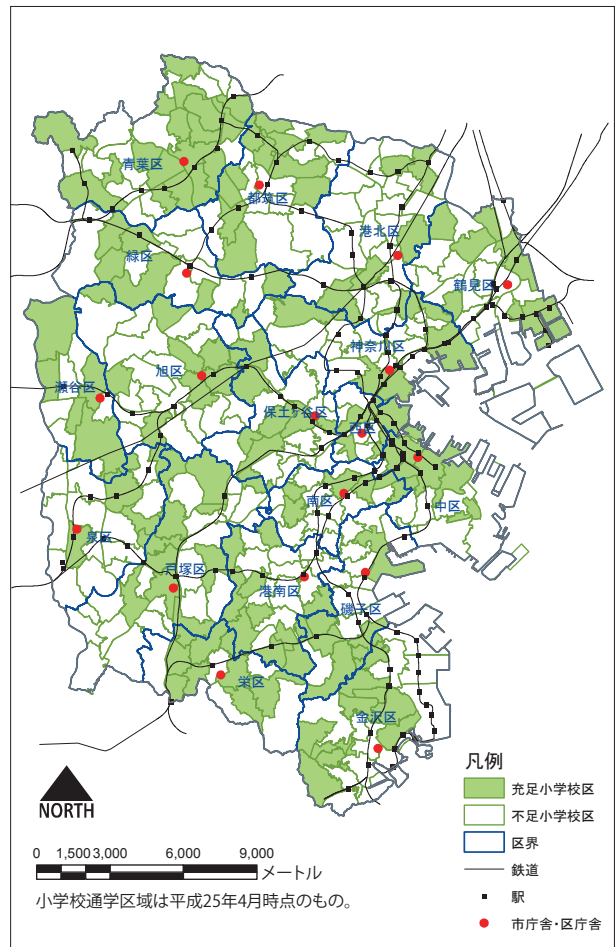 青葉区
都筑区
港北区
緑区
鶴見区
神奈川区
旭区
瀬谷区
保土ヶ谷区
西区
南区
中区
泉区
戸塚区
港南区
磯子区
栄区
金沢区
凡例
充足小学校区
不足小学校区
区界
鉄道
駅
市庁舎・区庁舎
NORTH
0 1,500 3,000 6,000 9,000
メートル
小学校通学区域は平成25年4月時点のもの。